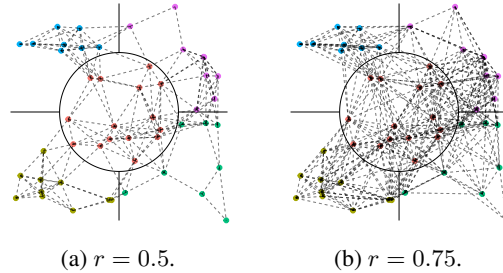 (a) r = 0.5.
(b) r = 0.75.